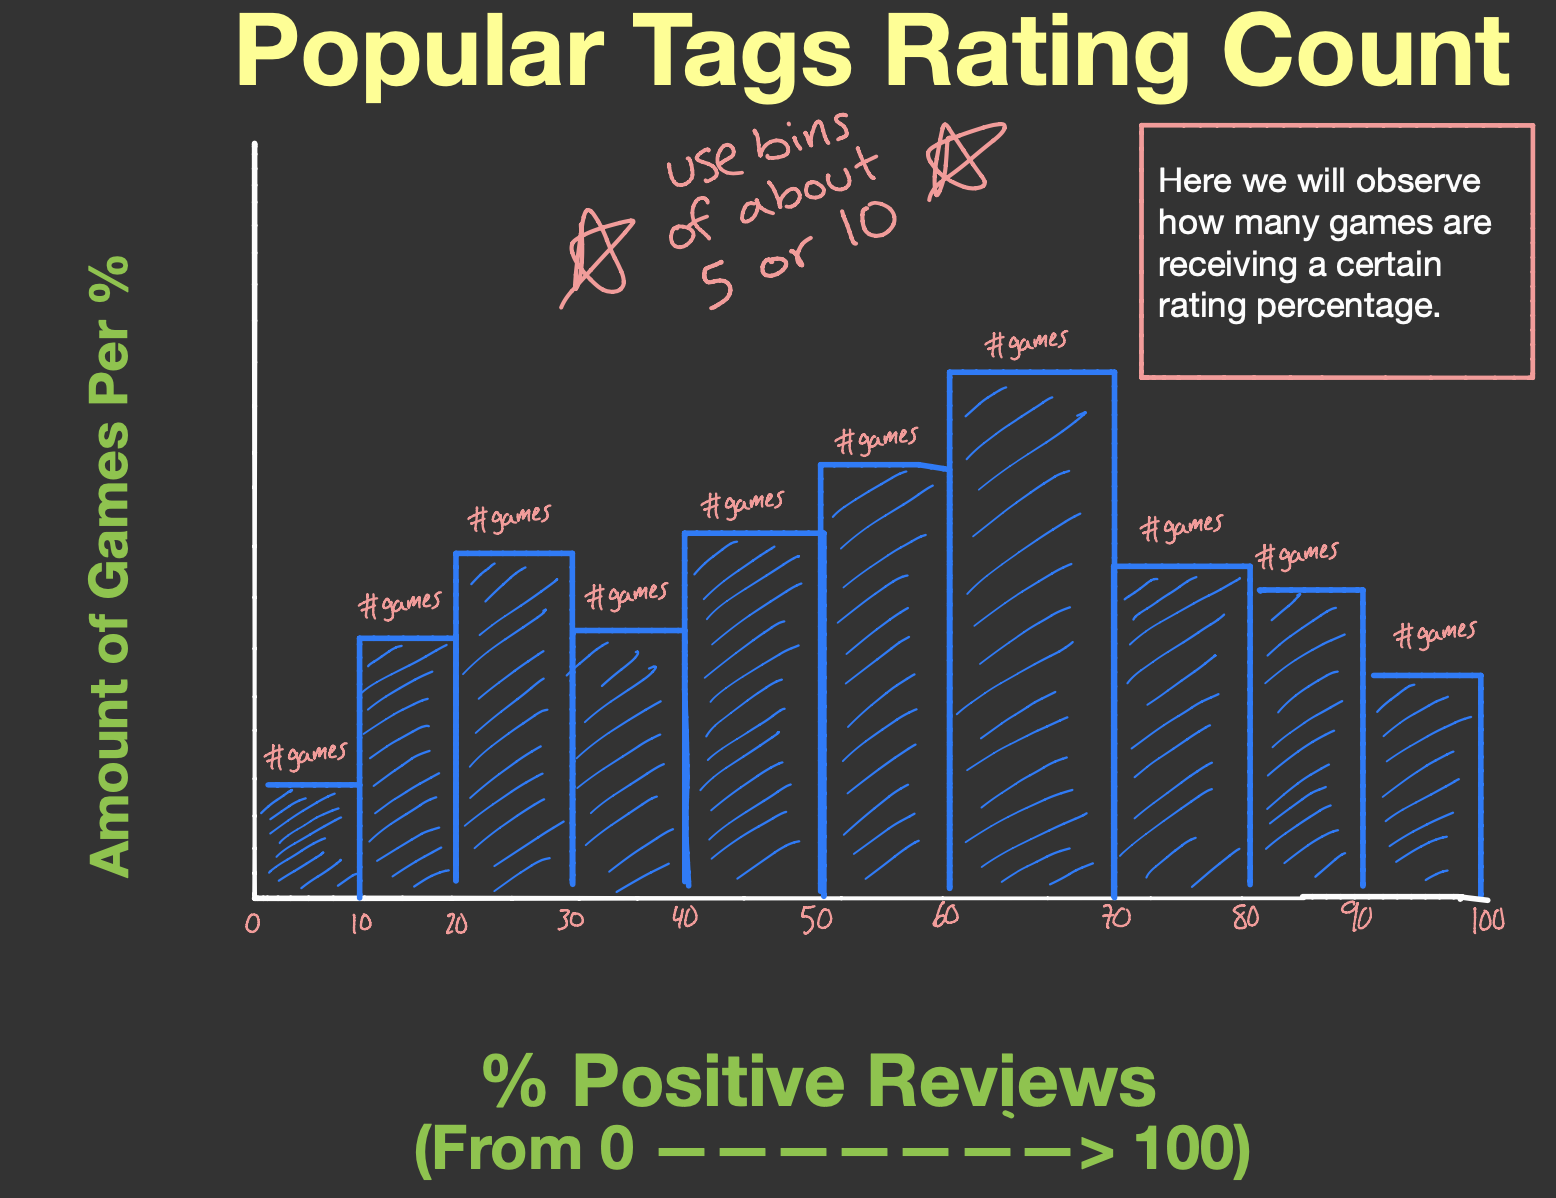 Popular Tags Rating Count
use bins
of about
5 or 10
Here we will observe
how many games are
receiving a certain
rating percentage.
Amount of Games Per %
#games
#games
#games
#games
#games
#games
#games
#games
#games
#games
0 10 20 30 40 50 60 70 80 90 100
% Positive Reviews
(From 0 — — — — — — —> 100)